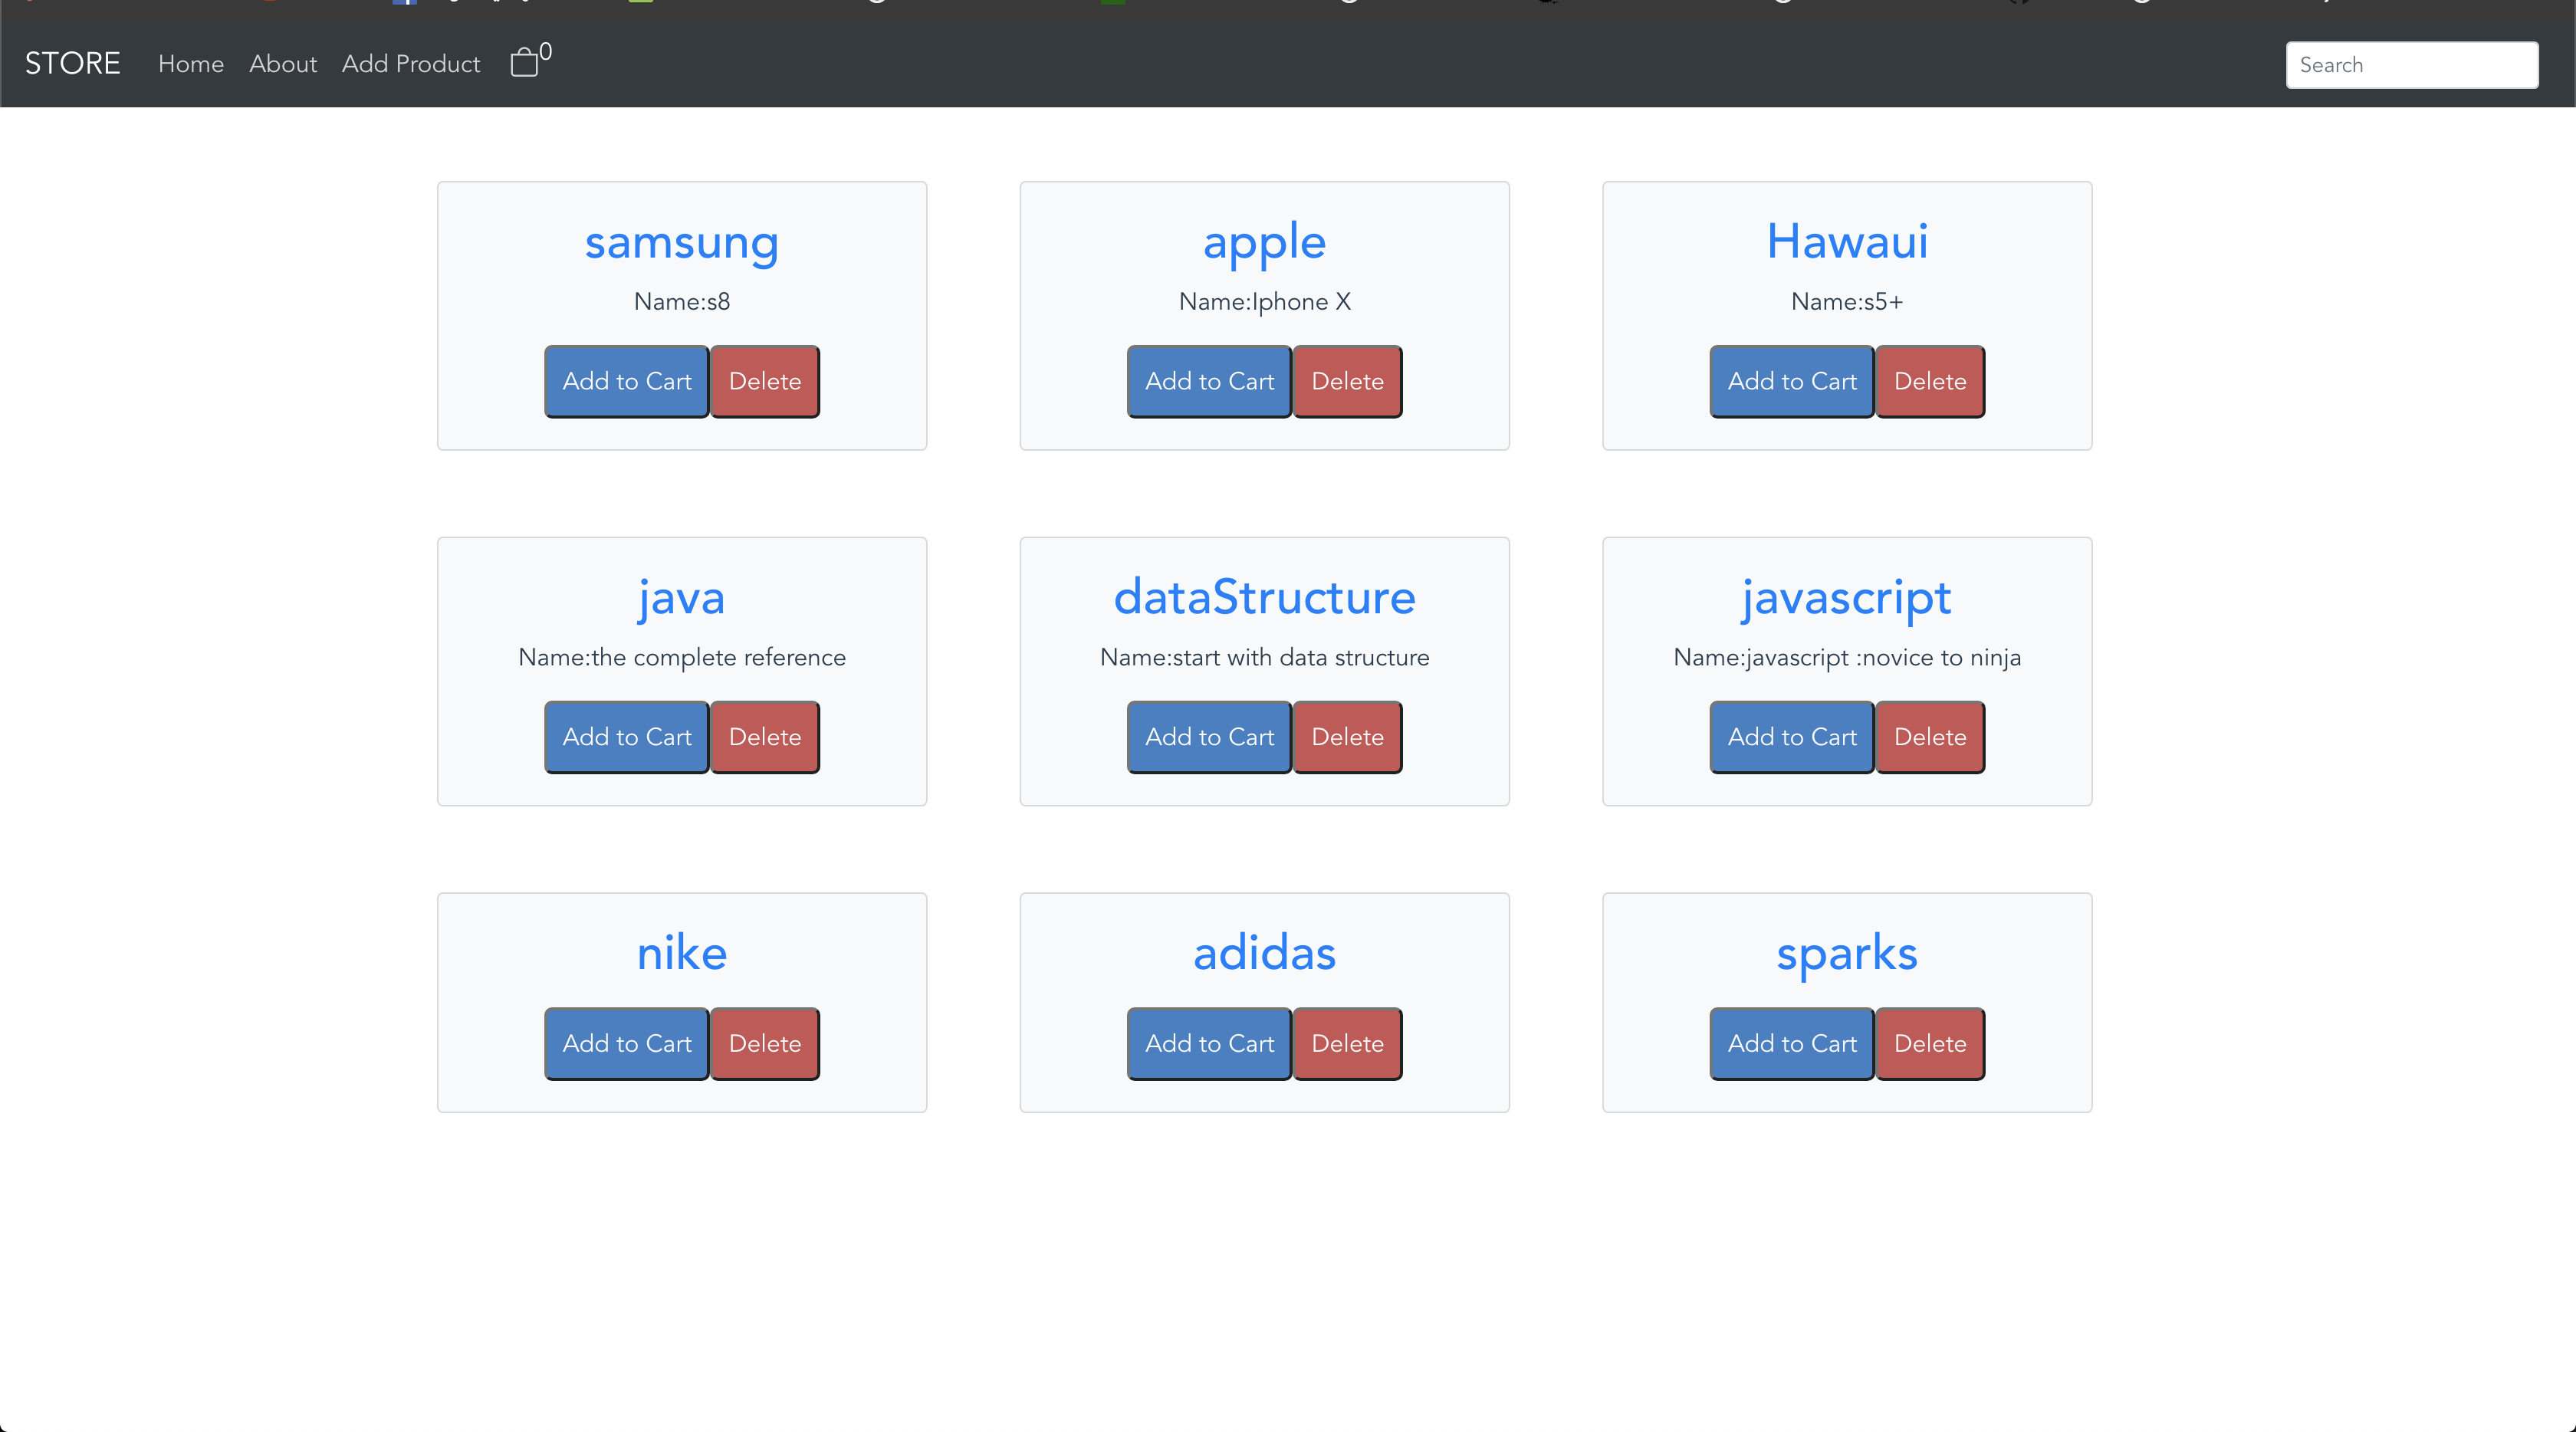 STORE Home About Add Product 0 Search
samsung apple Hawaui
Name:s8 Name:Iphone X Name:s5+
Add to Cart Delete Add to Cart Delete Add to Cart Delete
java dataStructure javascript
Name:the complete reference Name:start with data structure Name:javascript :novice to ninja
Add to Cart Delete Add to Cart Delete Add to Cart Delete
nike adidas sparks
Add to Cart Delete Add to Cart Delete Add to Cart Delete